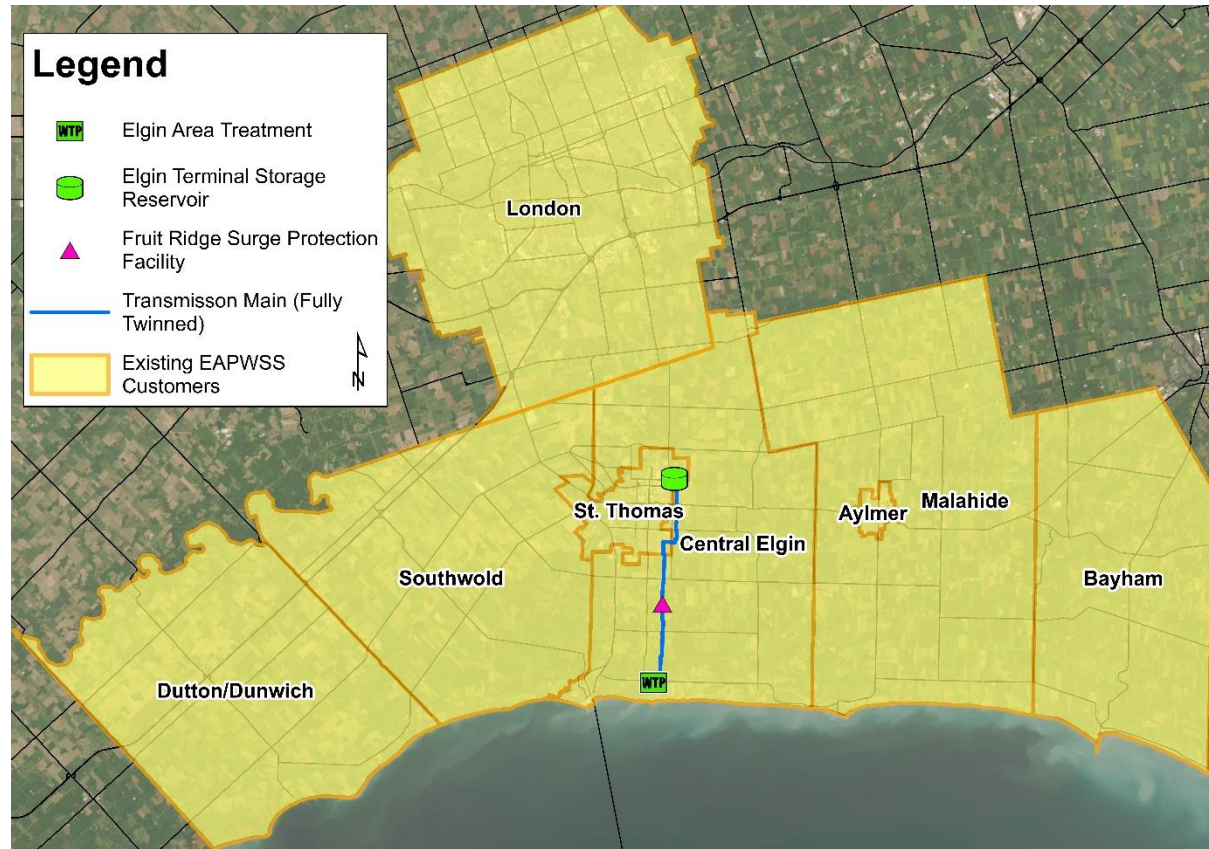 Legend
WTP
Elgin Area Treatment
Elgin Terminal Storage
Reservoir
Fruit Ridge Surge Protection
Facility
Transmisson Main (Fully
Twinned)
Existing EAPWSS
Customers
N
London
St. Thomas
Aylmer
Malahide
Central Elgin
Southwold
Bayham
Dutton/Dunwich
WTP